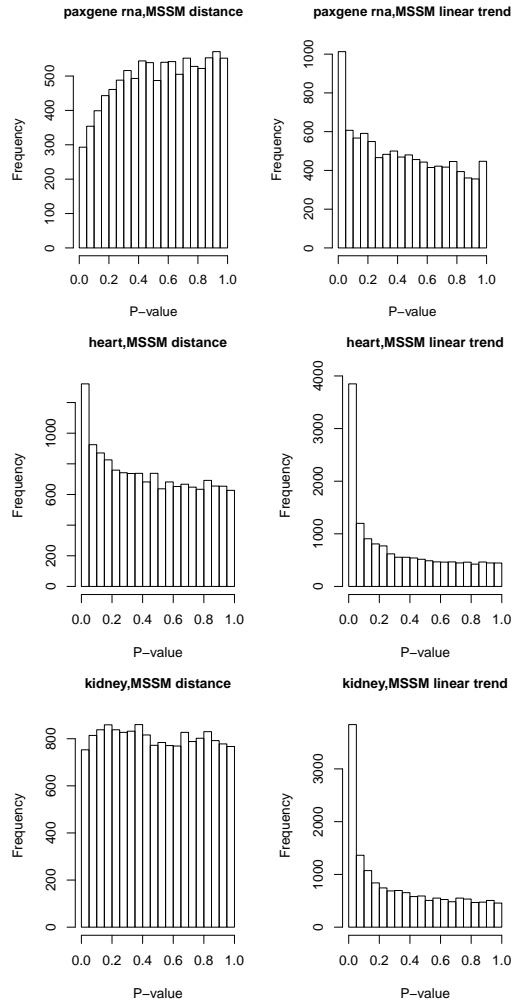 paxgene rna,MSSM distance
Frequency
0 100 200 300 400 500
0.0 0.2 0.4 0.6 0.8 1.0
P−value
paxgene rna,MSSM linear trend
Frequency
0 200 400 600 800 1000
0.0 0.2 0.4 0.6 0.8 1.0
P−value
heart,MSSM distance
Frequency
0 200 600 1000
0.0 0.2 0.4 0.6 0.8 1.0
P−value
heart,MSSM linear trend
Frequency
0 1000 2000 3000 4000
0.0 0.2 0.4 0.6 0.8 1.0
P−value
kidney,MSSM distance
Frequency
0 200 400 600 800
0.0 0.2 0.4 0.6 0.8 1.0
P−value
kidney,MSSM linear trend
Frequency
0 1000 2000 3000
0.0 0.2 0.4 0.6 0.8 1.0
P−value